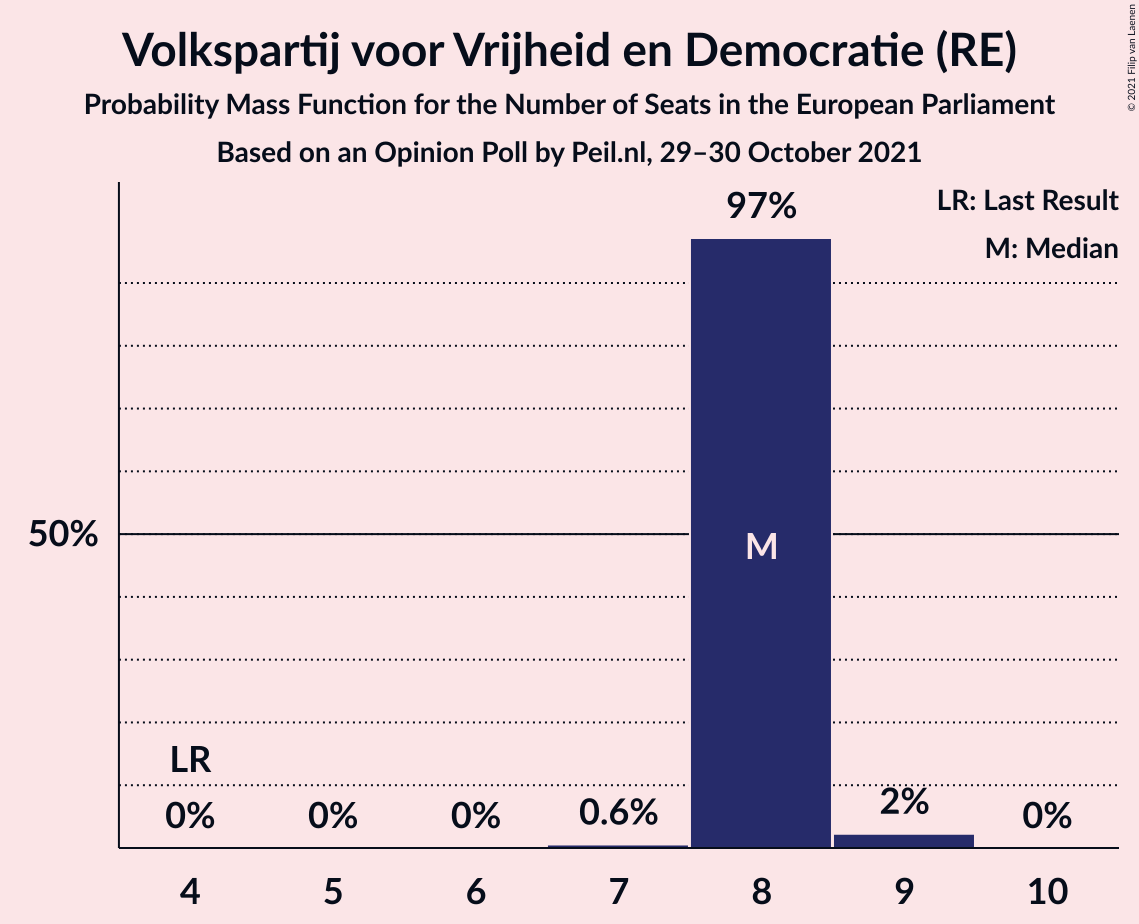 Volkspartij voor Vrijheid en Democratie (RE)
Probability Mass Function for the Number of Seats in the European Parliament
Based on an Opinion Poll by Peil.nl, 29–30 October 2021
© 2021 Filip van Laenen
LR: Last Result
M: Median
97%
50%
M
LR
0%
0%
0%
0.6%
2%
0%
4
5
6
7
8
9
10